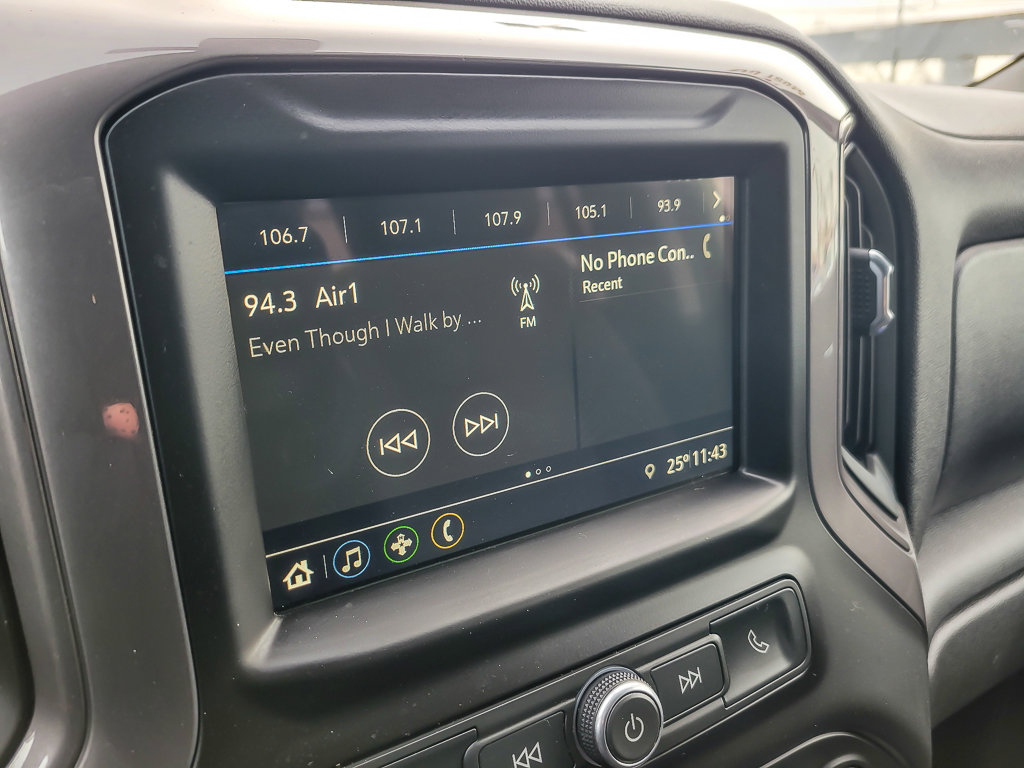 106.7 107.1 107.9 105.1 93.9
94.3 Air1
Even Though I Walk by ...
FM
No Phone Con..
Recent
25° 11:43